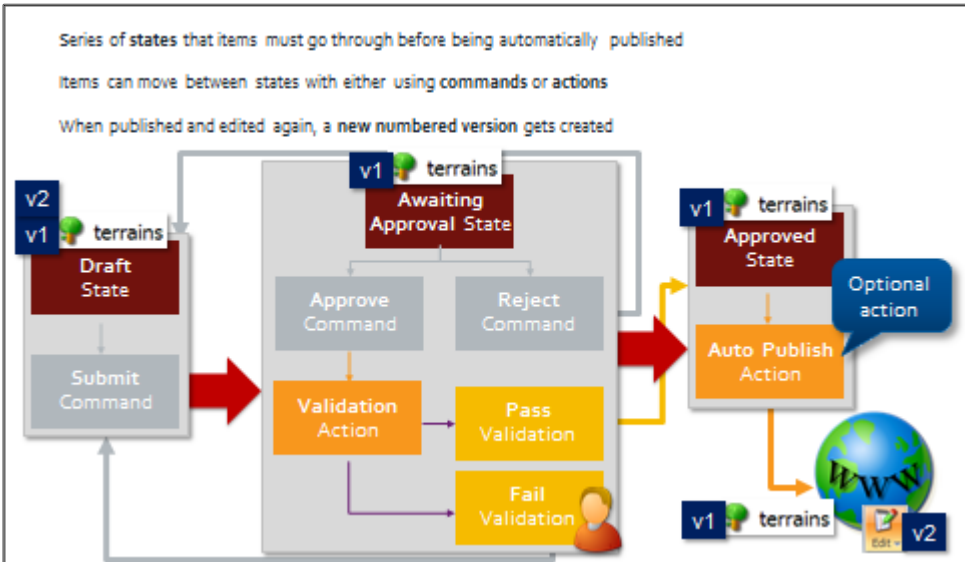 Series of states that items must go through before being automatically published
Items can move between states with either using commands or actions
When published and edited again, a new numbered version gets created
v2
v1 terrains
Draft
State
Submit
Command
v1 terrains
Awaiting
Approval State
Approve
Command
Reject
Command
Validation
Action
Pass
Validation
Fail
Validation
v1 terrains
Approved
State
Optional
action
Auto Publish
Action
WWW
v1 terrains
Edit
v2